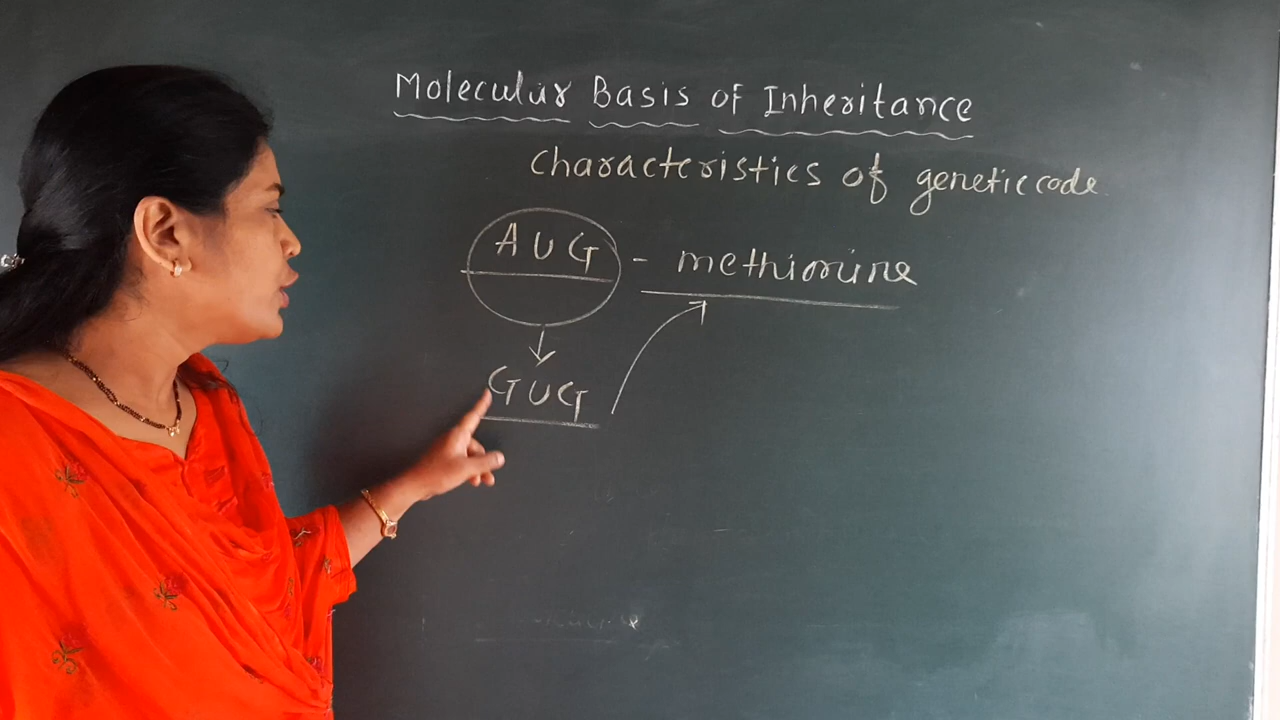 Molecular Basis of Inheritance
characteristics of genetic code
AUG - methionine
GUG